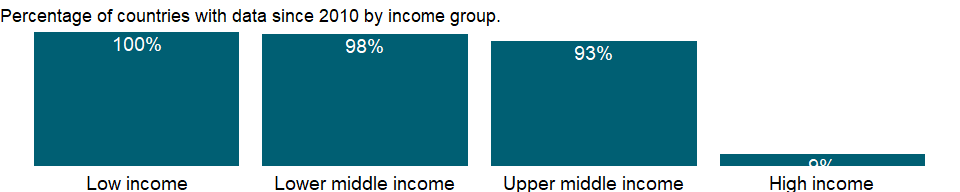 Percentage of countries with data since 2010 by income group.
100%
98%
93%
9%
Low income
Lower middle income
Upper middle income
High income